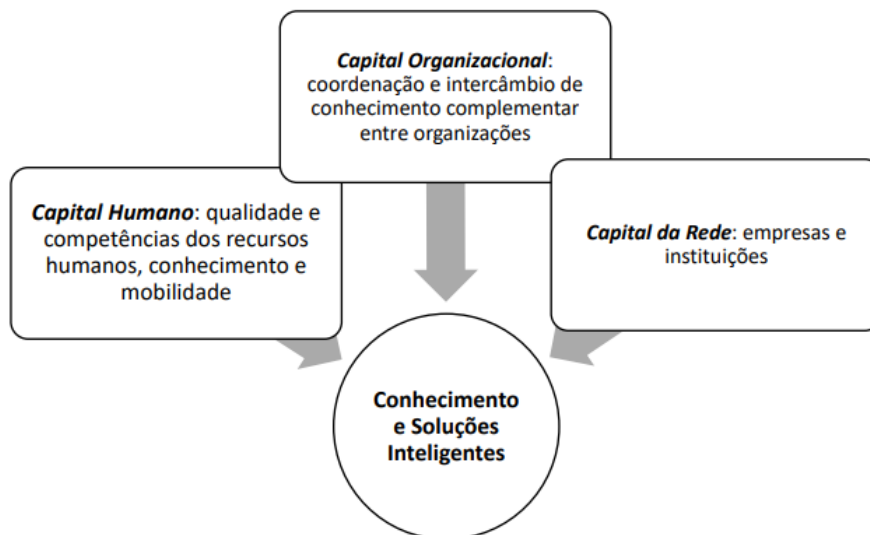 Capital Organizacional:
coordenação e intercâmbio de
conhecimento complementar
entre organizações
Capital Humano: qualidade e
competências dos recursos
humanos, conhecimento e
mobilidade
Capital da Rede: empresas e
instituições
Conhecimento
e Soluções
Inteligentes